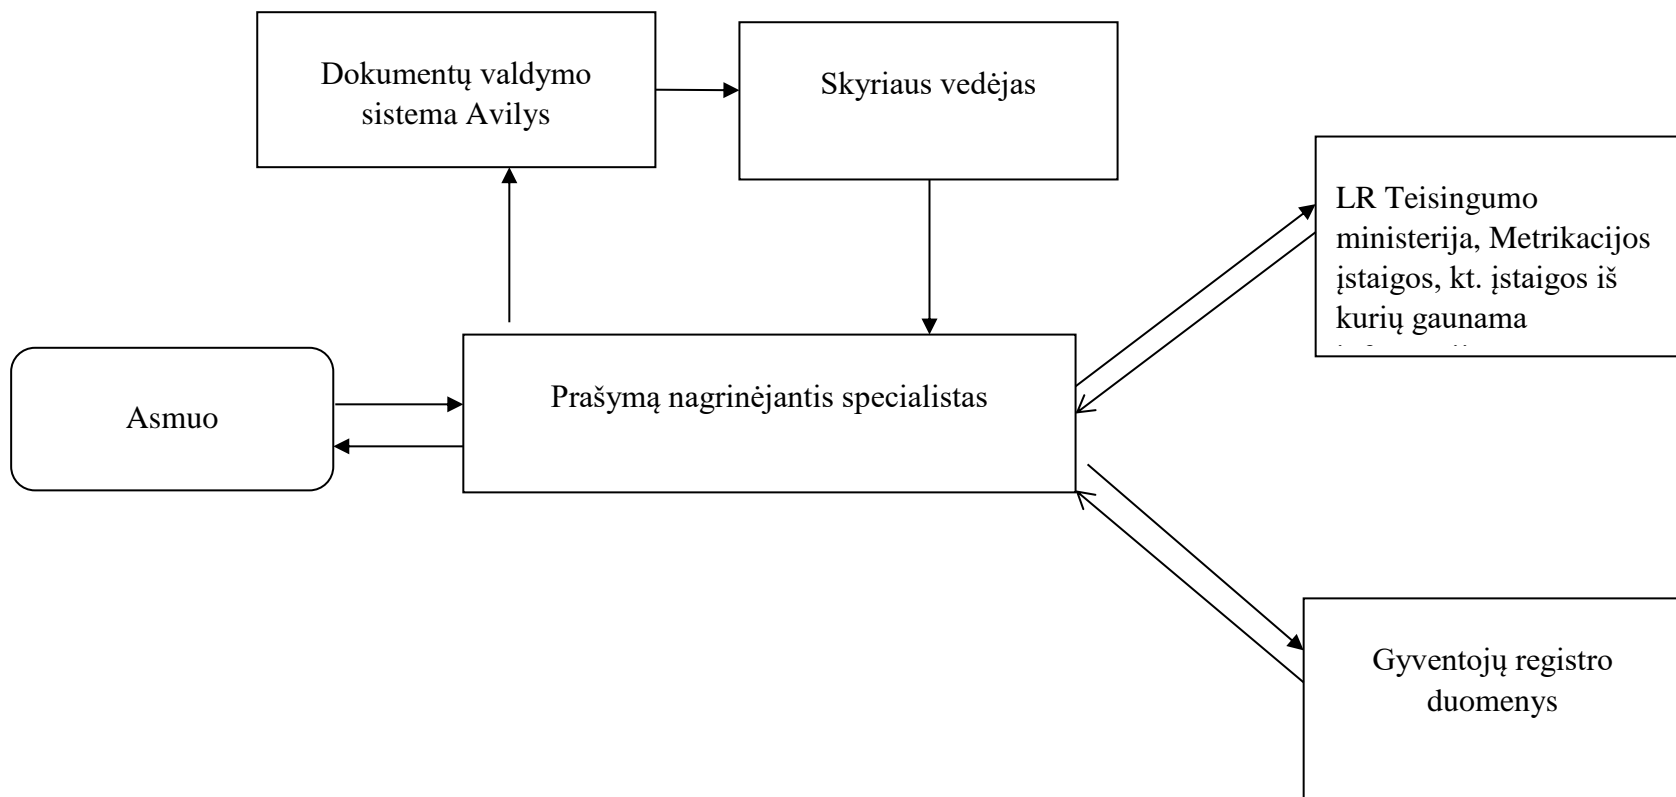 Dokumentų valdymo
sistema Avilys
Skyriaus vedėjas
LR Teisingumo
ministerija, Metrikacijos
įstaigos, kt. įstaigos iš
kurių gaunama
Prašymą nagrinėjantis specialistas
Asmuo
Gyventojų registro
duomenys